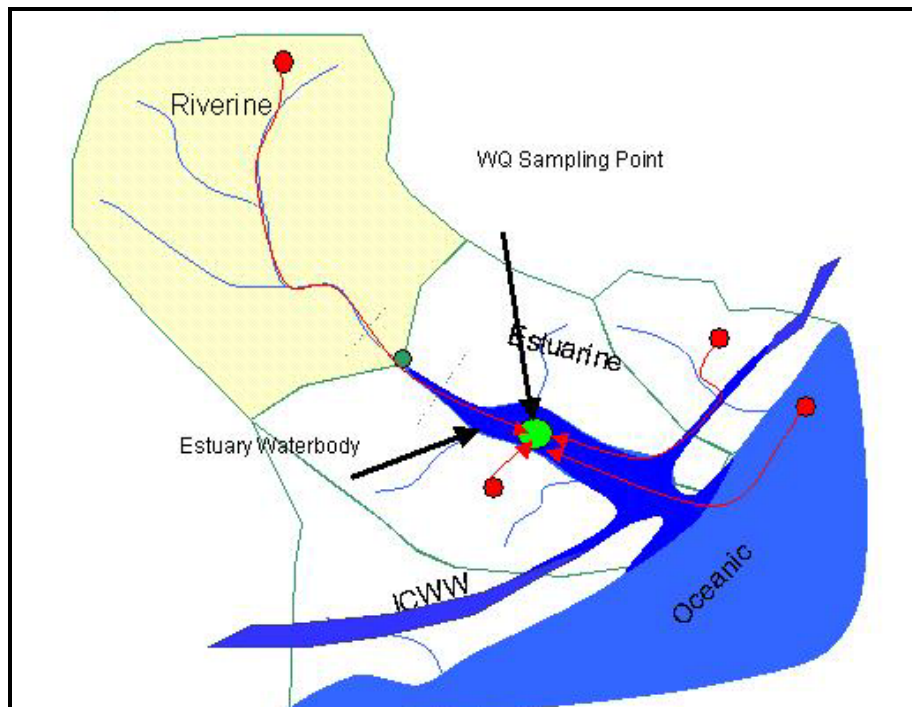 Riverine
WQ Sampling Point
Estuarine
Estuary Waterbody
ICWW
Oceanic